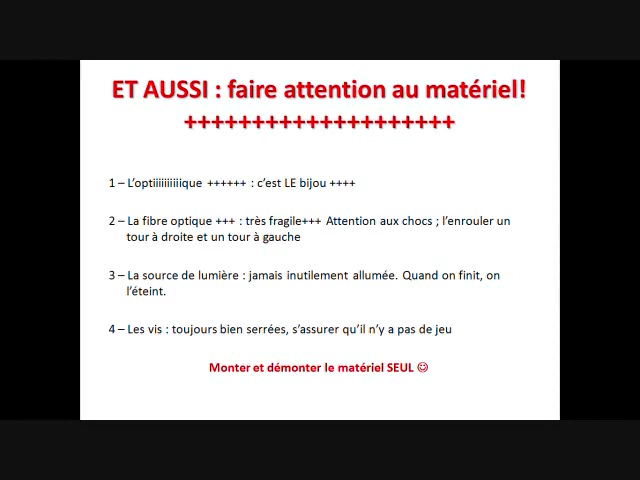 ET AUSSI : faire attention au matériel!
++++++++++++++++++++
1 – L’optiiiiiiiiiique ++++++ : c’est LE bijou ++++
2 – La fibre optique +++ : très fragile+++ Attention aux chocs ; l’enrouler un
tour à droite et un tour à gauche
3 – La source de lumière : jamais inutilement allumée. Quand on finit, on
l’éteint.
4 – Les vis : toujours bien serrées, s’assurer qu’il n’y a pas de jeu
Monter et démonter le matériel SEUL ☺